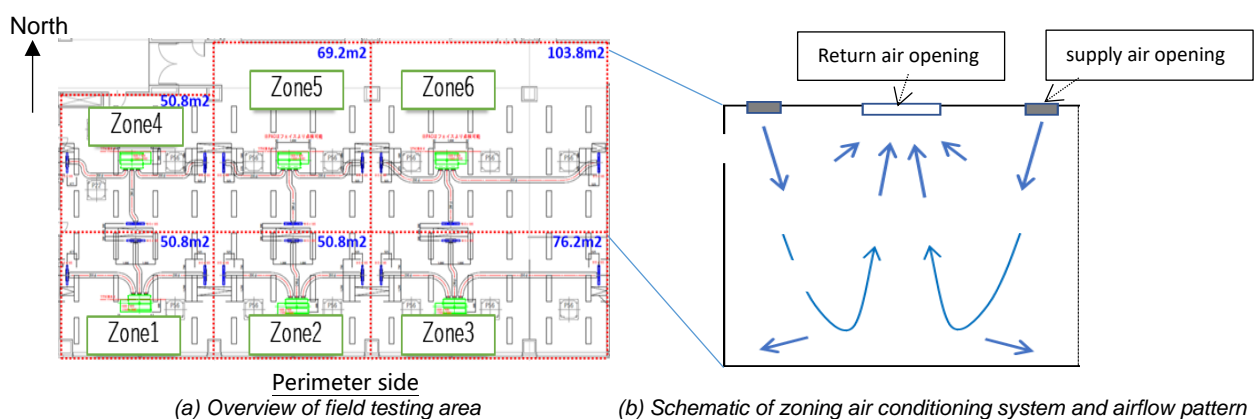 North
69.2m2
103.8m2
Zone5
Zone6
50.8m2
Zone4
50.8m2
50.8m2
76.2m2
Zone1
Zone2
Zone3
Perimeter side
(a) Overview of field testing area
Return air opening
supply air opening
(b) Schematic of zoning air conditioning system and airflow pattern